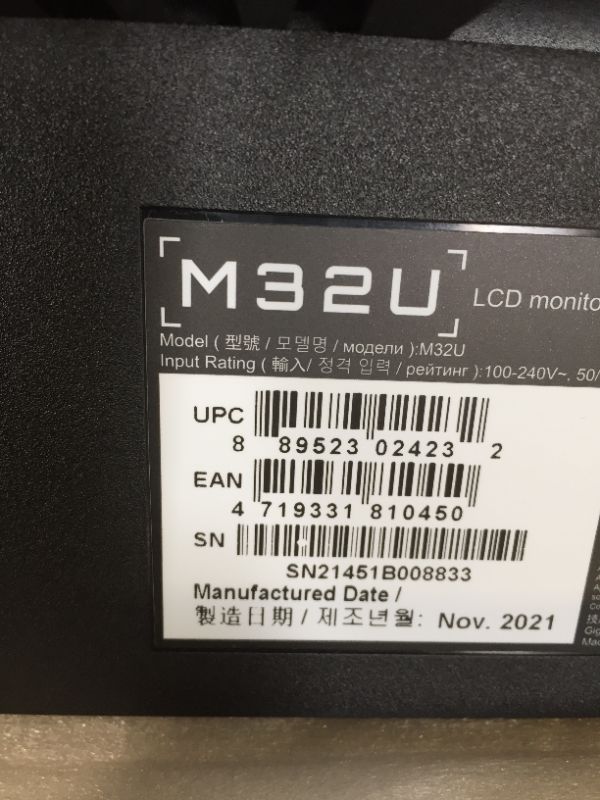 M32U LCD monito
Model ( 型號 / 모델명 / модели ):M32U
Input Rating ( 輸入/ 정격 입력 / рейтинг ):100-240V~, 50/
UPC
8 89523 02423 2
EAN
4 719331 810450
SN
SN21451B008833
Manufactured Date /
製造日期 / 제조년월: Nov. 2021